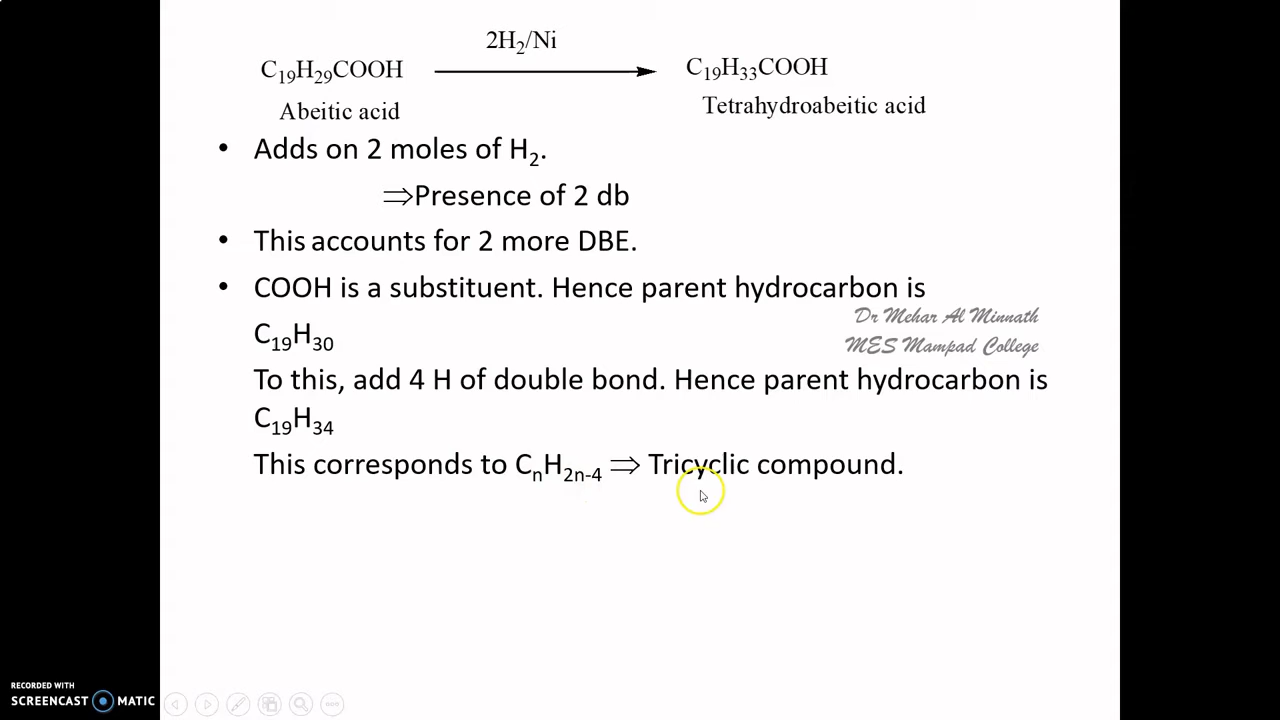 2H₂/Ni
C₁₉H₂₉COOH
C₁₉H₃₃COOH
Abeitic acid
Tetrahydroabeitic acid
• Adds on 2 moles of H₂.
⇒Presence of 2 db
• This accounts for 2 more DBE.
• COOH is a substituent. Hence parent hydrocarbon is
Dr Mehar Al Minnath
C₁₉H₃₀
MES Mampad College
To this, add 4 H of double bond. Hence parent hydrocarbon is
C₁₉H₃₄
This corresponds to CₙH₂ₙ₋₄ ⇒ Tricyclic compound.
RECORDED WITH
SCREENCAST MATIC